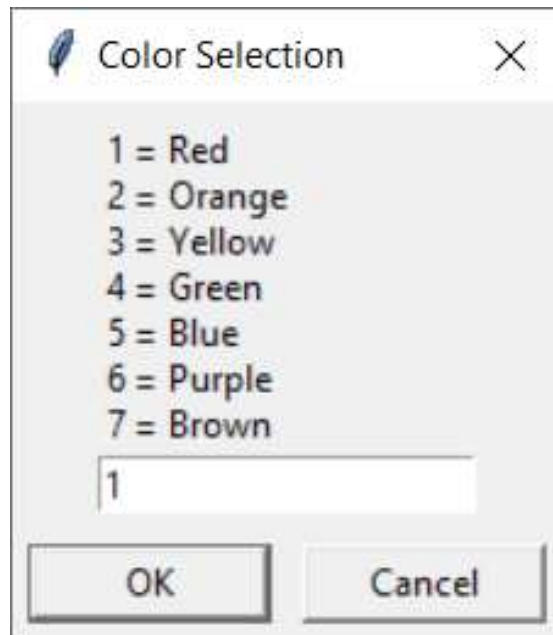 Color Selection
1 = Red
2 = Orange
3 = Yellow
4 = Green
5 = Blue
6 = Purple
7 = Brown
1
OK Cancel